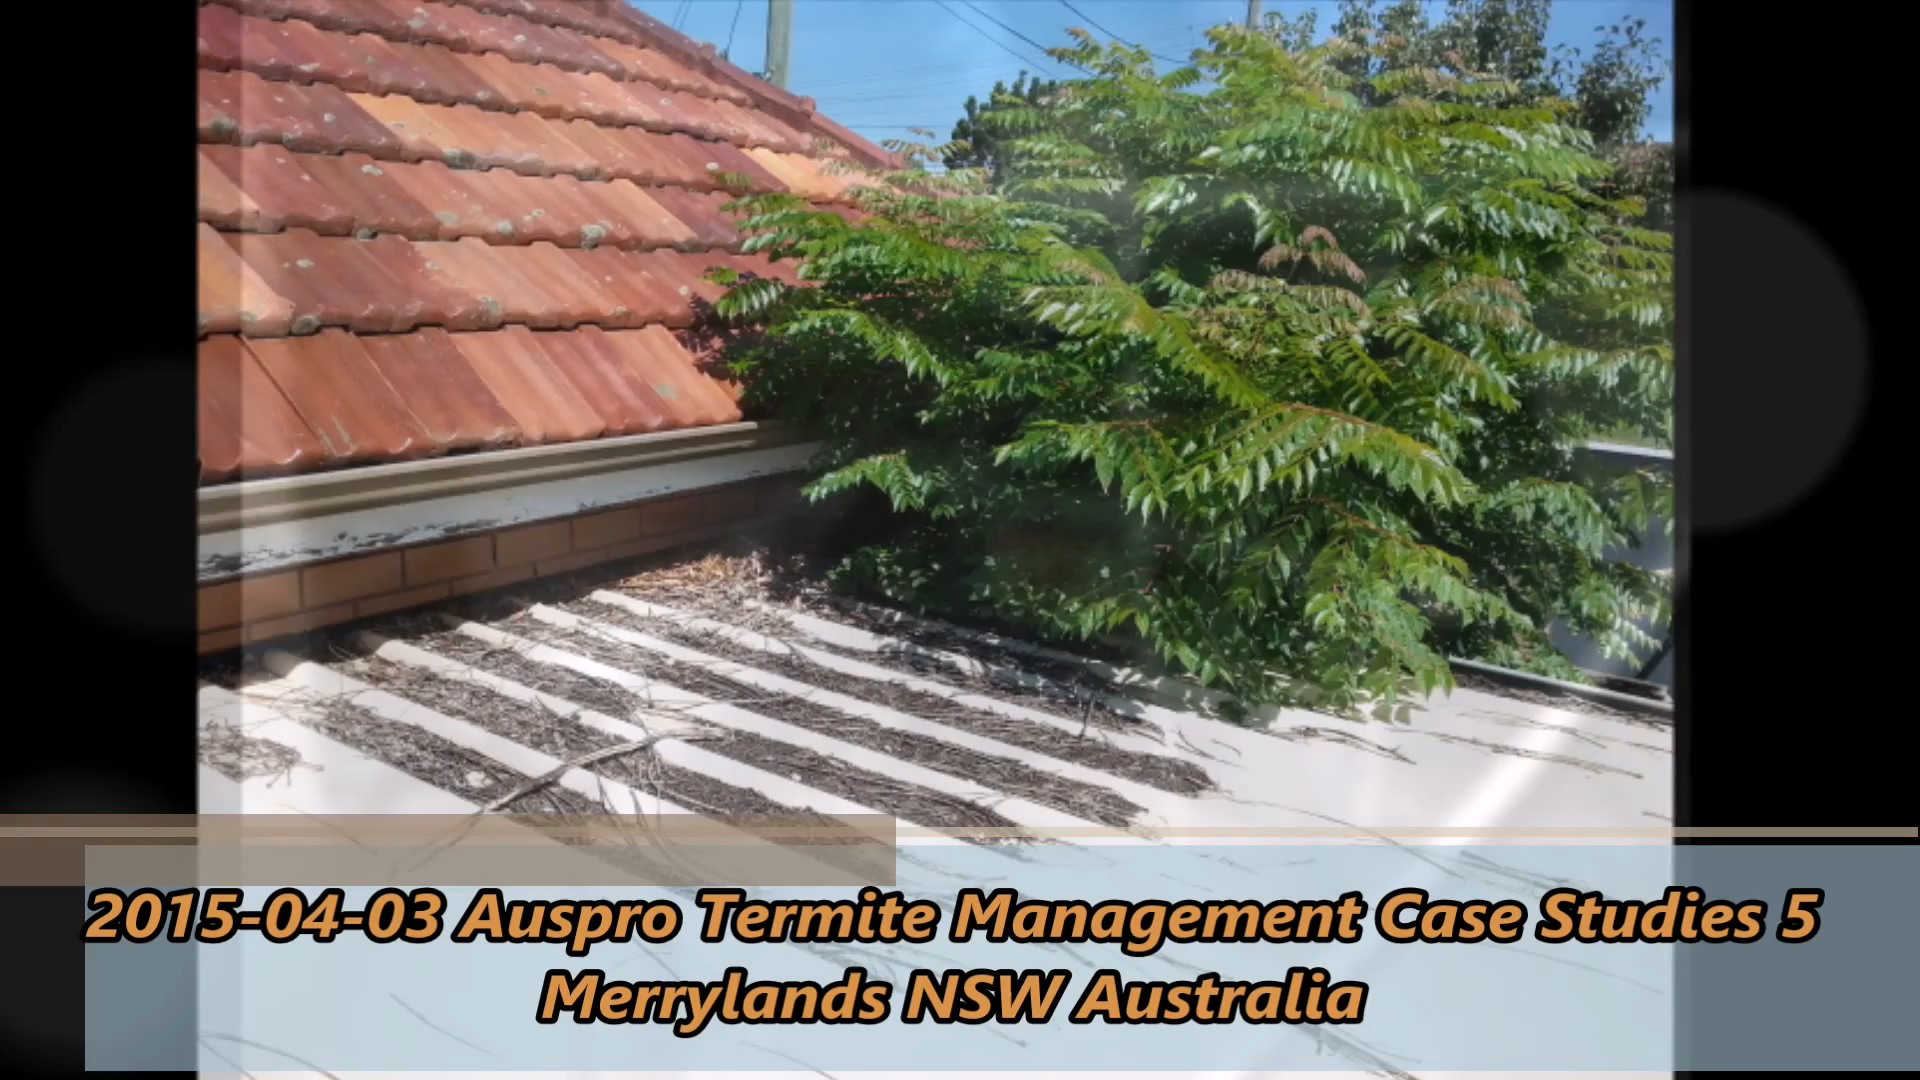 2015-04-03 Auspro Termite Management Case Studies 5
Merrylands NSW Australia